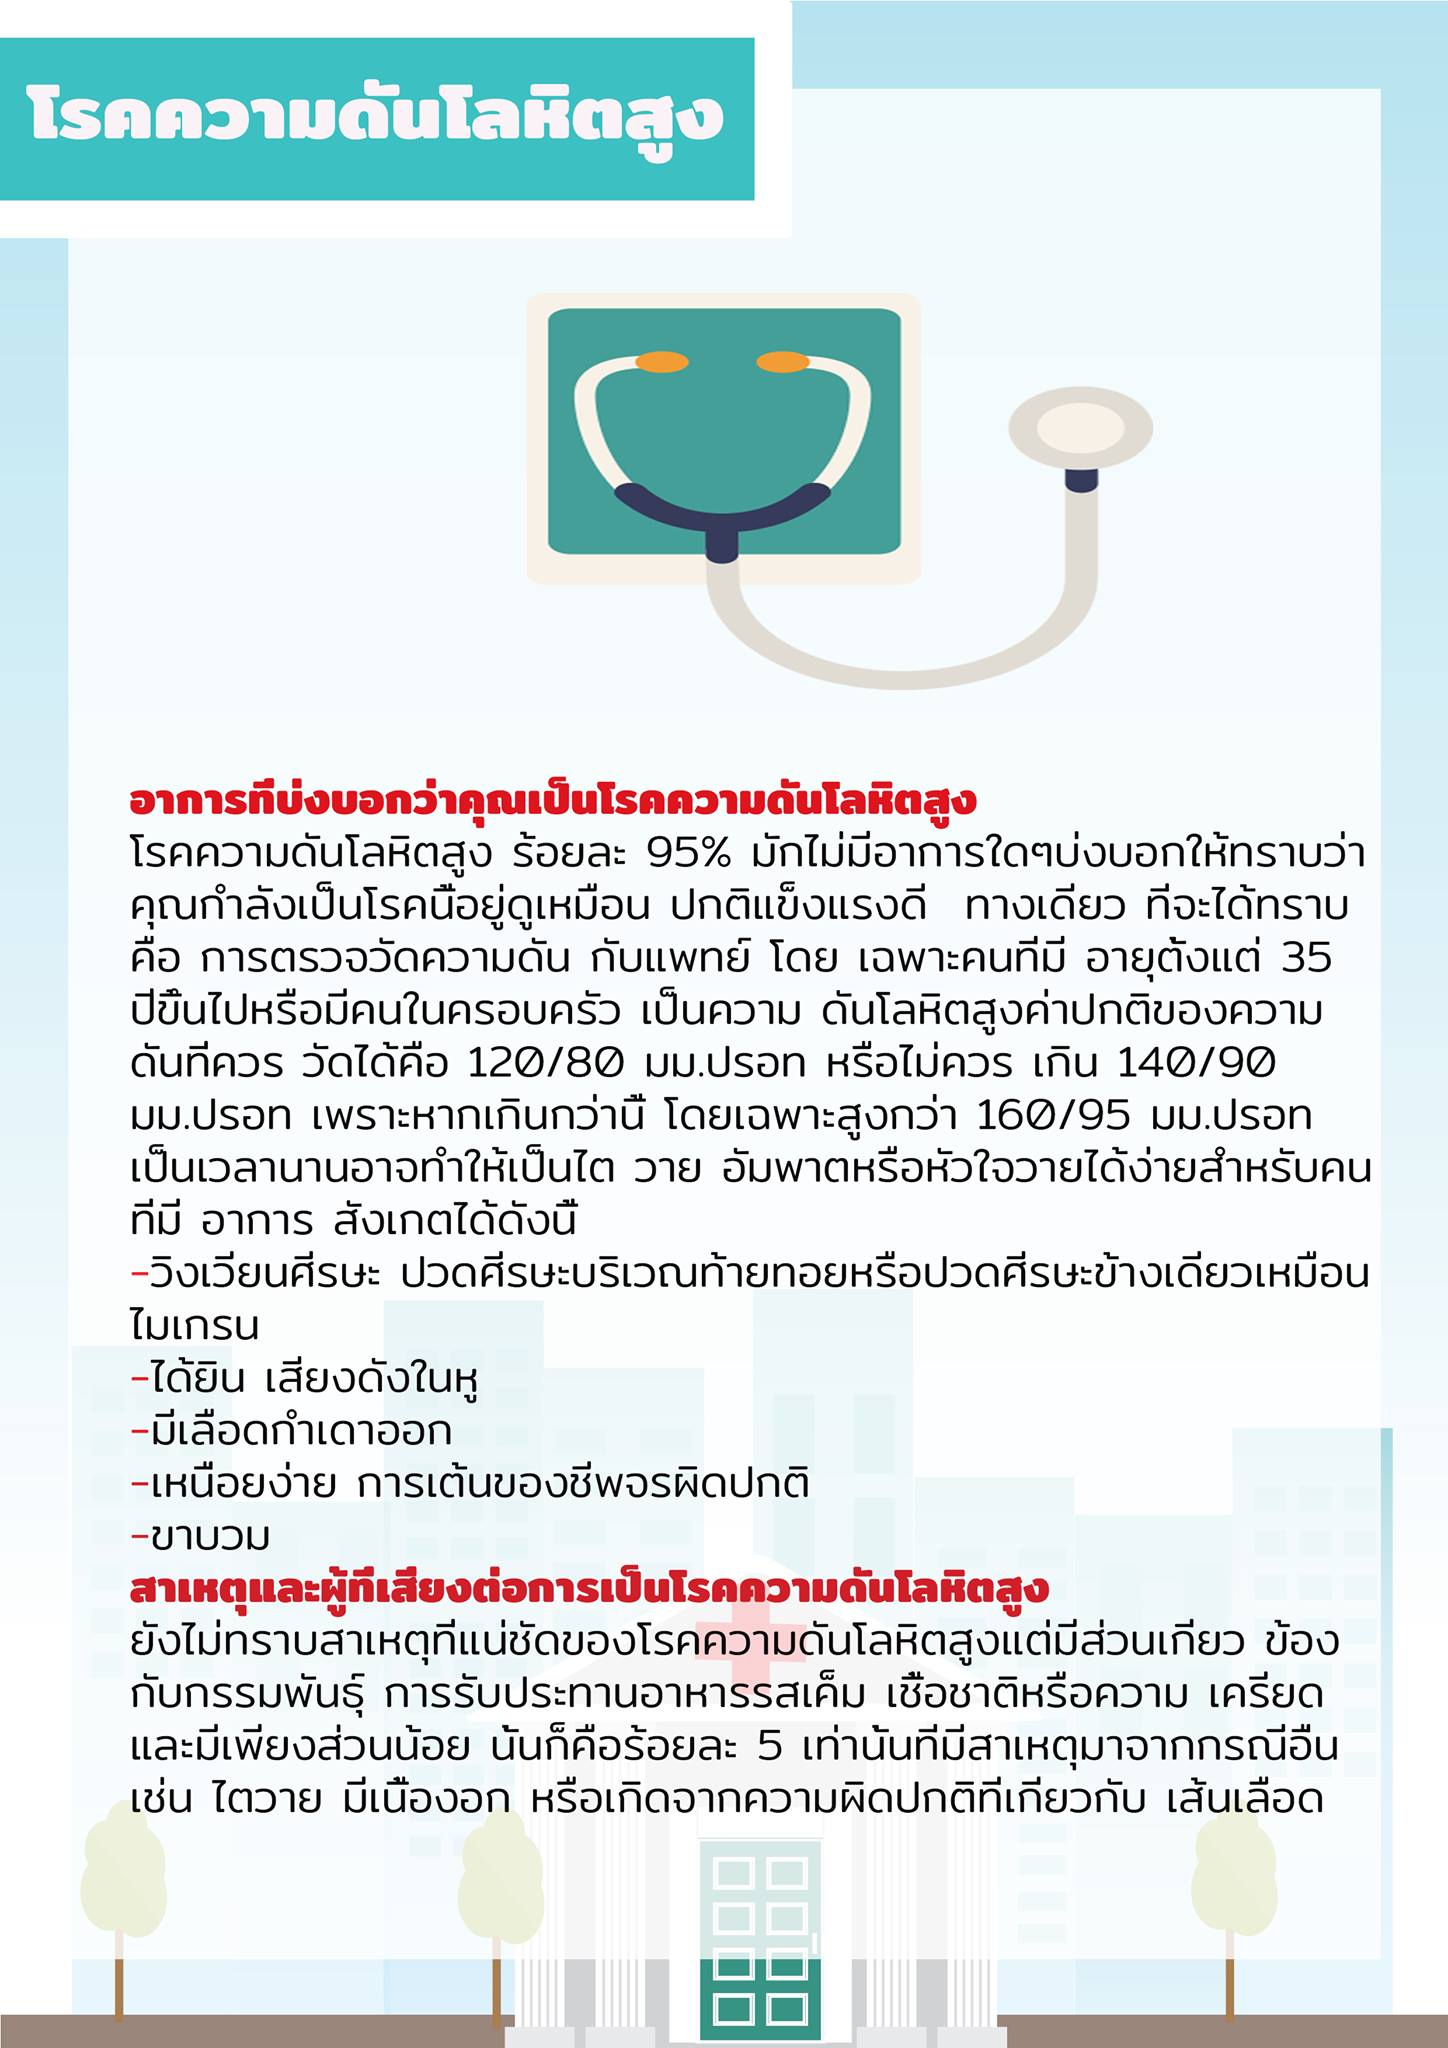 โรคความดันโลหิตสูง
อาการที่บ่งบอกว่าคุณเป็นโรคความดันโลหิตสูง
โรคความดันโลหิตสูง ร้อยละ 95% มักไม่มีอาการใดๆบ่งบอกให้ทราบว่า
คุณกำลังเป็นโรคนี้อยู่ดูเหมือน ปกติแข็งแรงดี ทางเดียว ที่จะได้ทราบ
คือ การตรวจวัดความดัน กับแพทย์ โดย เฉพาะคนที่มี อายุตั้งแต่ 35
ปีขึ้นไปหรือมีคนในครอบครัว เป็นความ ดันโลหิตสูงค่าปกติของความ
ดันที่ควร วัดได้คือ 120/80 มม.ปรอท หรือไม่ควร เกิน 140/90
มม.ปรอท เพราะหากเกินกว่านี้ โดยเฉพาะสูงกว่า 160/95 มม.ปรอท
เป็นเวลานานอาจทำให้เป็นไต วาย อัมพาตหรือหัวใจวายได้ง่ายสำหรับคน
ที่มี อาการ สังเกตได้ดังนี้
-วิงเวียนศีรษะ ปวดศีรษะบริเวณท้ายทอยหรือปวดศีรษะข้างเดียวเหมือน
ไมเกรน
-ได้ยิน เสียงดังในหู
-มีเลือดกำเดาออก
-เหนื่อยง่าย การเต้นของชีพจรผิดปกติ
-ขาบวม
สาเหตุและผู้ที่เสี่ยงต่อการเป็นโรคความดันโลหิตสูง
ยังไม่ทราบสาเหตุที่แน่ชัดของโรคความดันโลหิตสูงแต่มีส่วนเกี่ยว ข้อง
กับกรรมพันธุ์ การรับประทานอาหารรสเค็ม เชื้อชาติหรือความ เครียด
และมีเพียงส่วนน้อย นั้นก็คือร้อยละ 5 เท่านั้นที่มีสาเหตุมาจากกรณีอื่น
เช่น ไตวาย มีเนื้องอก หรือเกิดจากความผิดปกติที่เกี่ยวกับ เส้นเลือด